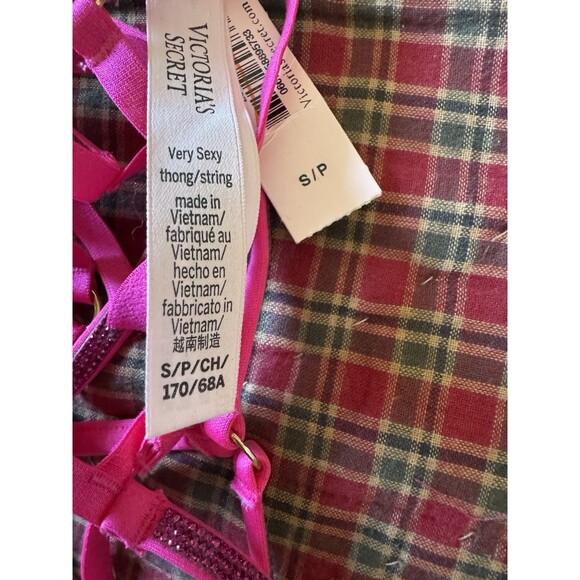 VICTORIA'S
SECRET
Very Sexy
thong/string
made in
Vietnam/
fabriqué au
Vietnam/
hecho en
Vietnam/
fabbricato in
Vietnam/
越南制造
S/P/CH/
170/68A
S/P